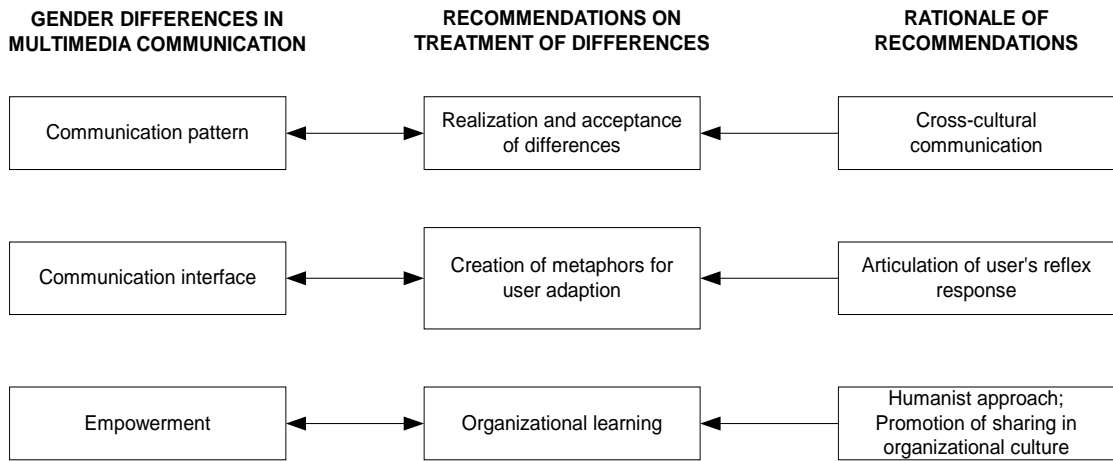 GENDER DIFFERENCES IN
MULTIMEDIA COMMUNICATION
RECOMMENDATIONS ON
TREATMENT OF DIFFERENCES
RATIONALE OF
RECOMMENDATIONS
Communication pattern
Realization and acceptance
of differences
Cross-cultural
communication
Communication interface
Creation of metaphors for
user adaption
Articulation of user's reflex
response
Empowerment
Organizational learning
Humanist approach;
Promotion of sharing in
organizational culture